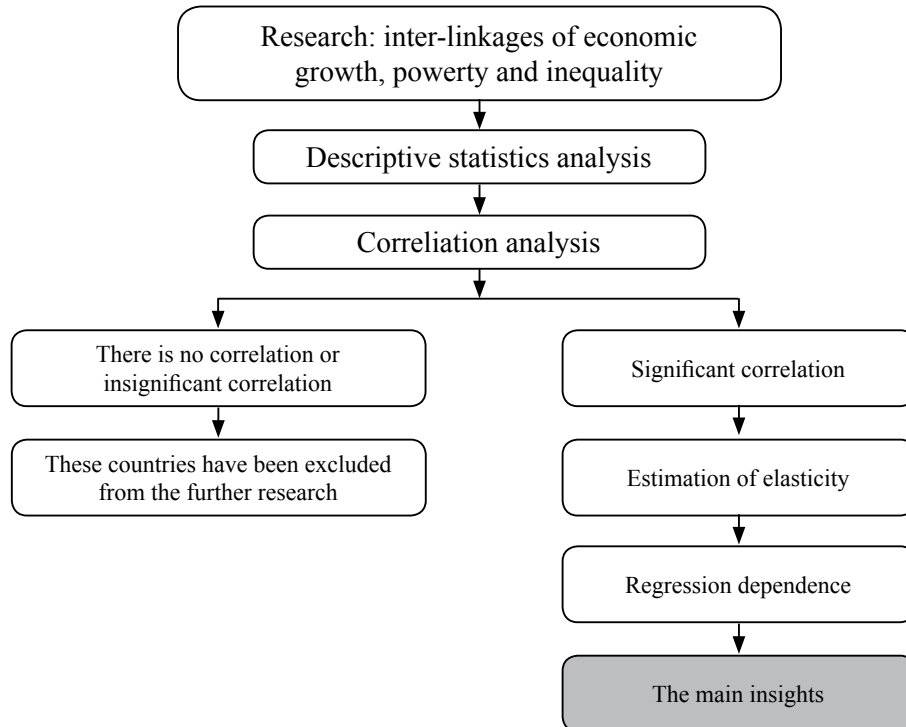 Research: inter-linkages of economic
growth, powerty and inequality
Descriptive statistics analysis
Correliation analysis
There is no correlation or
insignificant correlation
These countries have been excluded
from the further research
Significant correlation
Estimation of elasticity
Regression dependence
The main insights